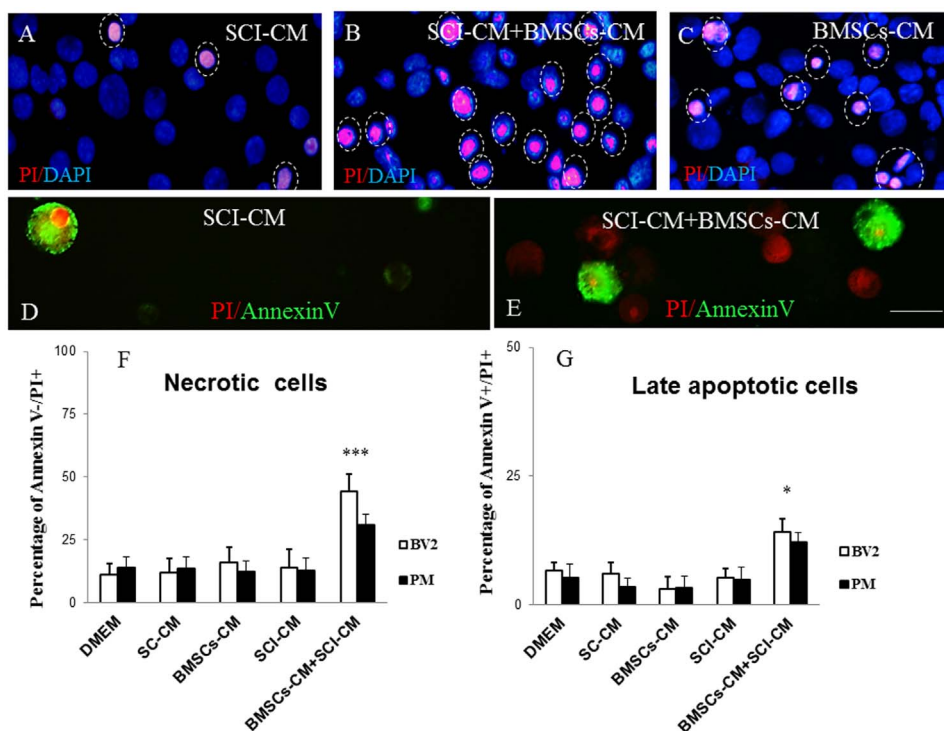 A
SCI-CM
PI/DAPI
B
SCI-CM+BMSCs-CM
PI/DAPI
C
BMSCs-CM
PI/DAPI
SCI-CM
D
PI/AnnexinV
SCI-CM+BMSCs-CM
E
PI/AnnexinV
F
Necrotic cells
Percentage of Annexin V-/PI+
100
75
50
25
0
***
BV2
PM
DMEM
SC-CM
BMSCs-CM
SCI-CM
BMSCs-CM+SCI-CM
G
Late apoptotic cells
Percentage of Annexin V+/PI+
50
25
0
*
BV2
PM
DMEM
SC-CM
BMSCs-CM
SCI-CM
BMSCs-CM+SCI-CM